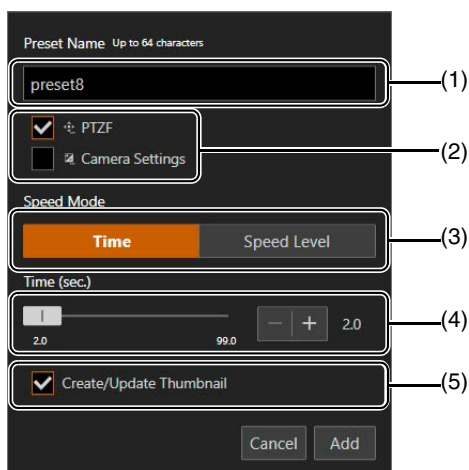 Preset Name Up to 64 characters
preset8 (1)
PTZF
Camera Settings (2)
Speed Mode
Time Speed Level (3)
Time (sec.)
2.0 99.0 − + 2.0 (4)
Create/Update Thumbnail (5)
Cancel Add